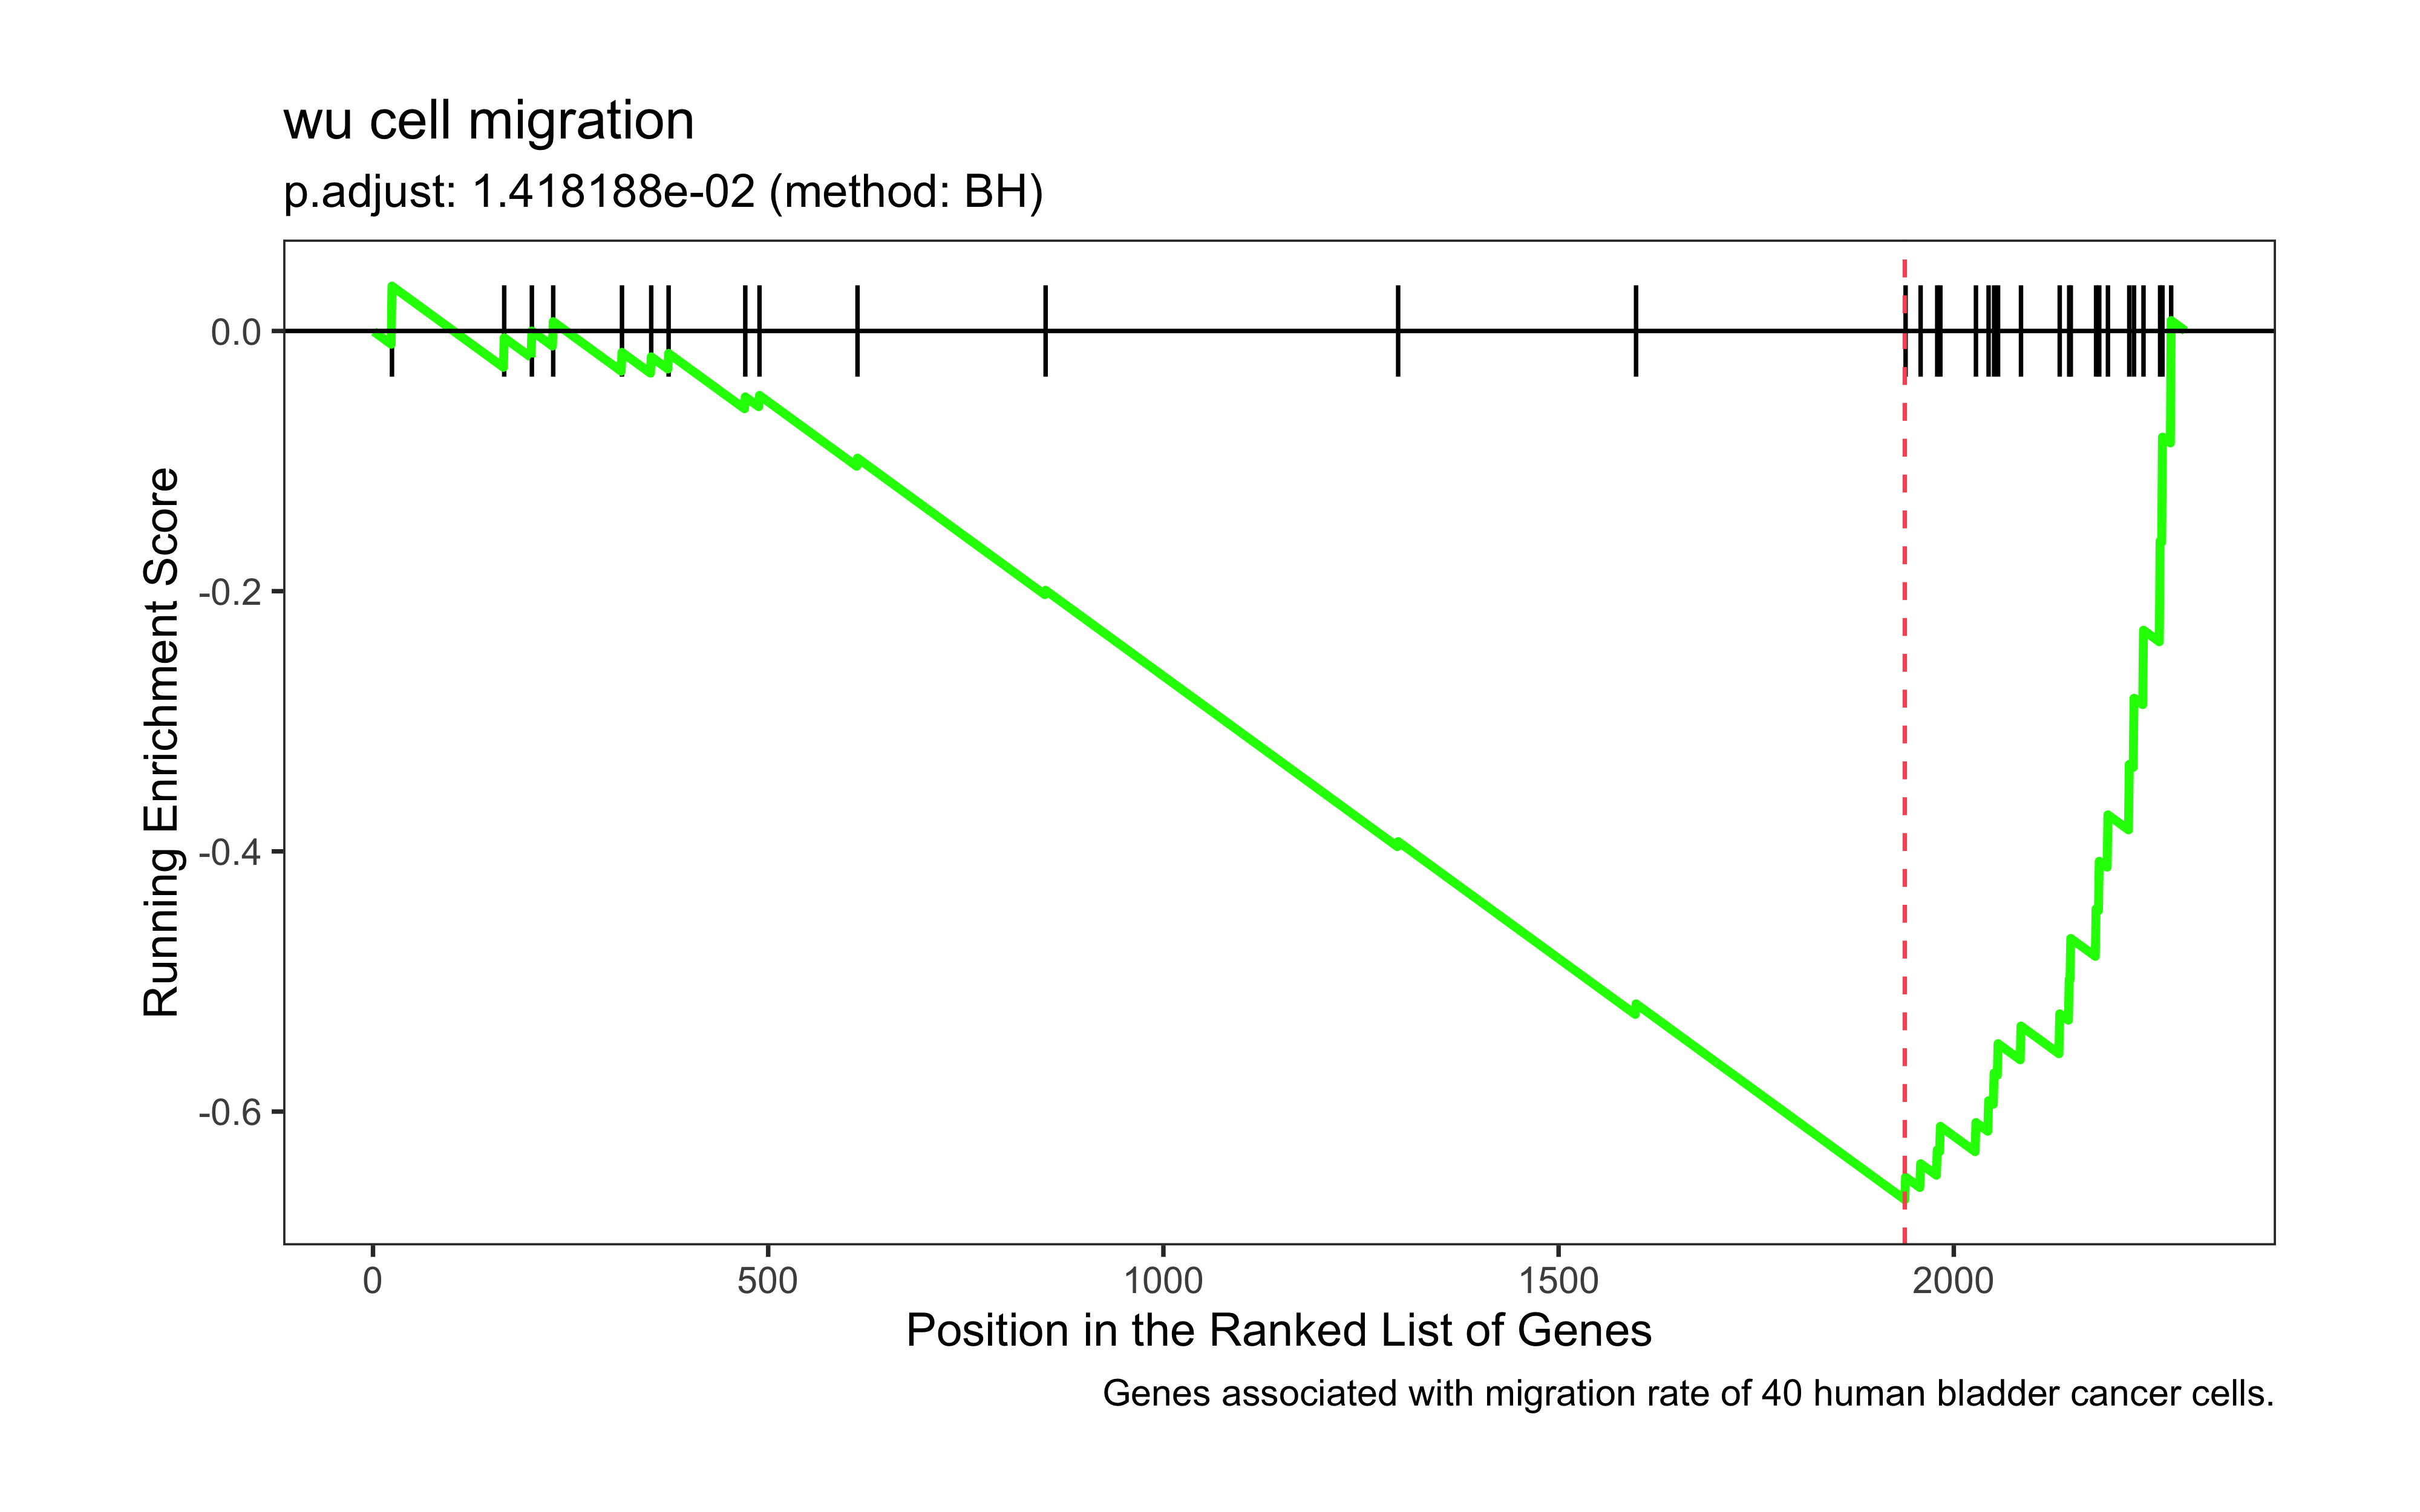 wu cell migration
p.adjust: 1.418188e-02 (method: BH)
Running Enrichment Score
0.0
-0.2
-0.4
-0.6
0 500 1000 1500 2000
Position in the Ranked List of Genes
Genes associated with migration rate of 40 human bladder cancer cells.